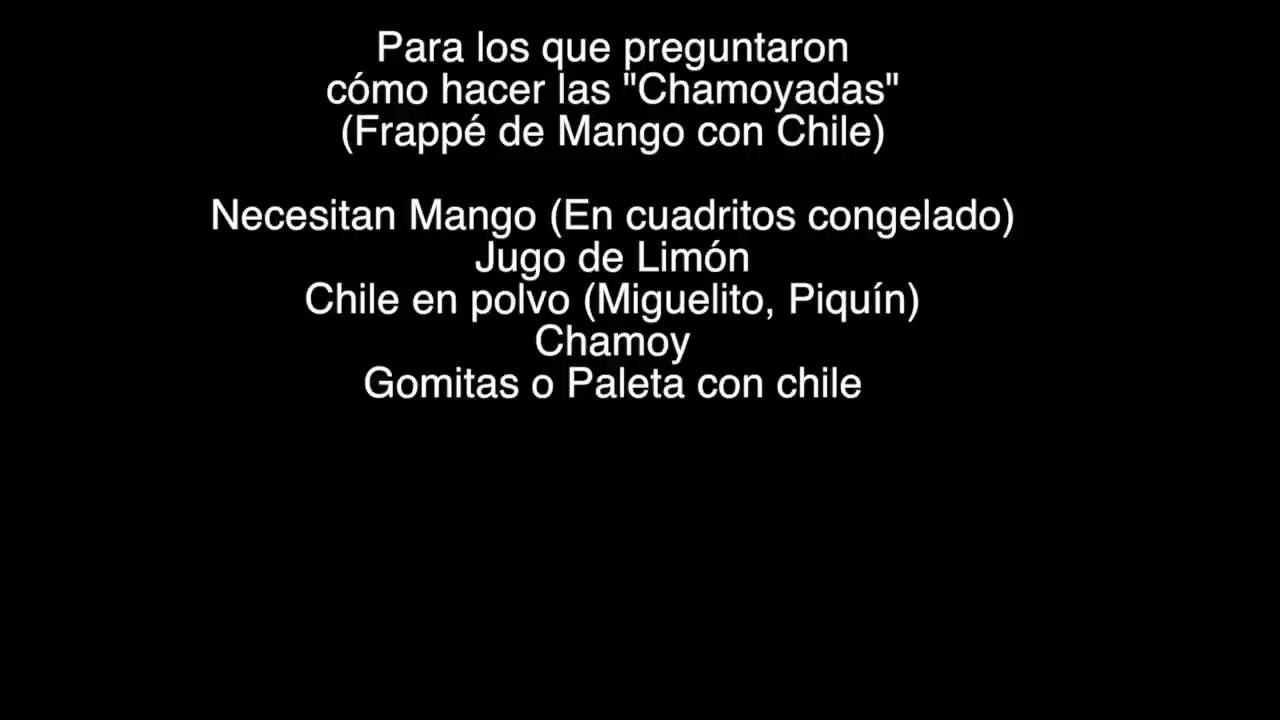 Para los que preguntaron
cómo hacer las "Chamoyadas"
(Frappé de Mango con Chile)
Necesitan Mango (En cuadritos congelado)
Jugo de Limón
Chile en polvo (Miguelito, Piquín)
Chamoy
Gomitas o Paleta con chile